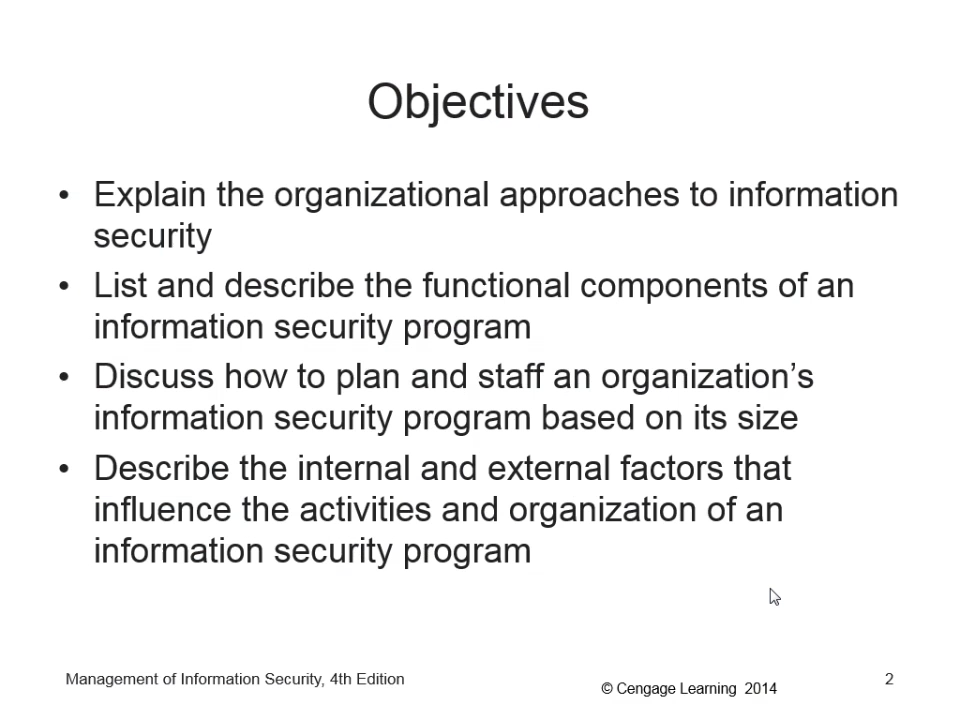 Objectives
• Explain the organizational approaches to information
security
• List and describe the functional components of an
information security program
• Discuss how to plan and staff an organization’s
information security program based on its size
• Describe the internal and external factors that
influence the activities and organization of an
information security program
Management of Information Security, 4th Edition
© Cengage Learning 2014
2